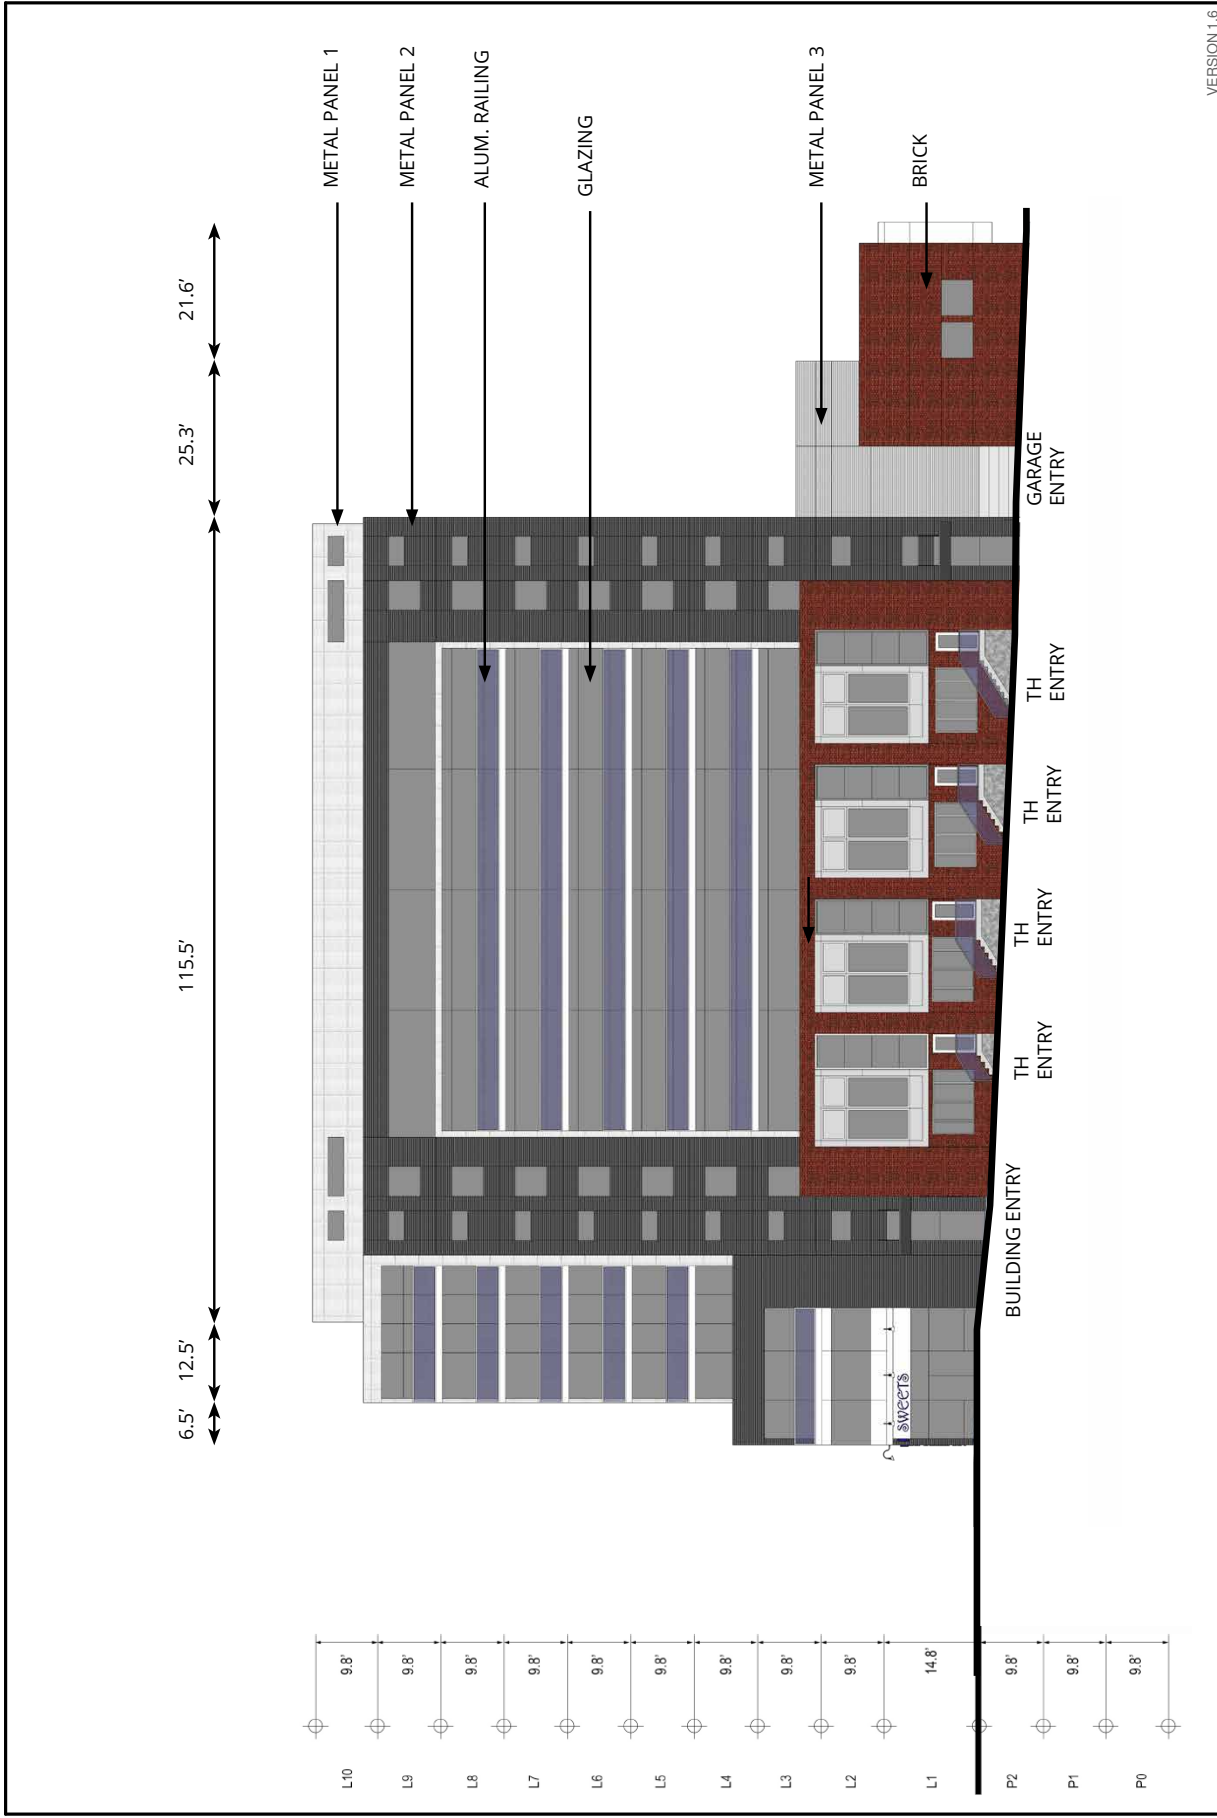 6.5'
12.5'
115.5'
25.3'
21.6'
METAL PANEL 1
METAL PANEL 2
ALUM. RAILING
GLAZING
METAL PANEL 3
BRICK
L10
9.8'
L9
9.8'
L8
9.8'
L7
9.8'
L6
9.8'
L5
9.8'
L4
9.8'
L3
9.8'
L2
9.8'
L1
14.8'
P2
9.8'
P1
9.8'
P0
9.8'
sweets
BUILDING ENTRY
TH
ENTRY
TH
ENTRY
TH
ENTRY
TH
ENTRY
GARAGE
ENTRY
VERSION 1.6